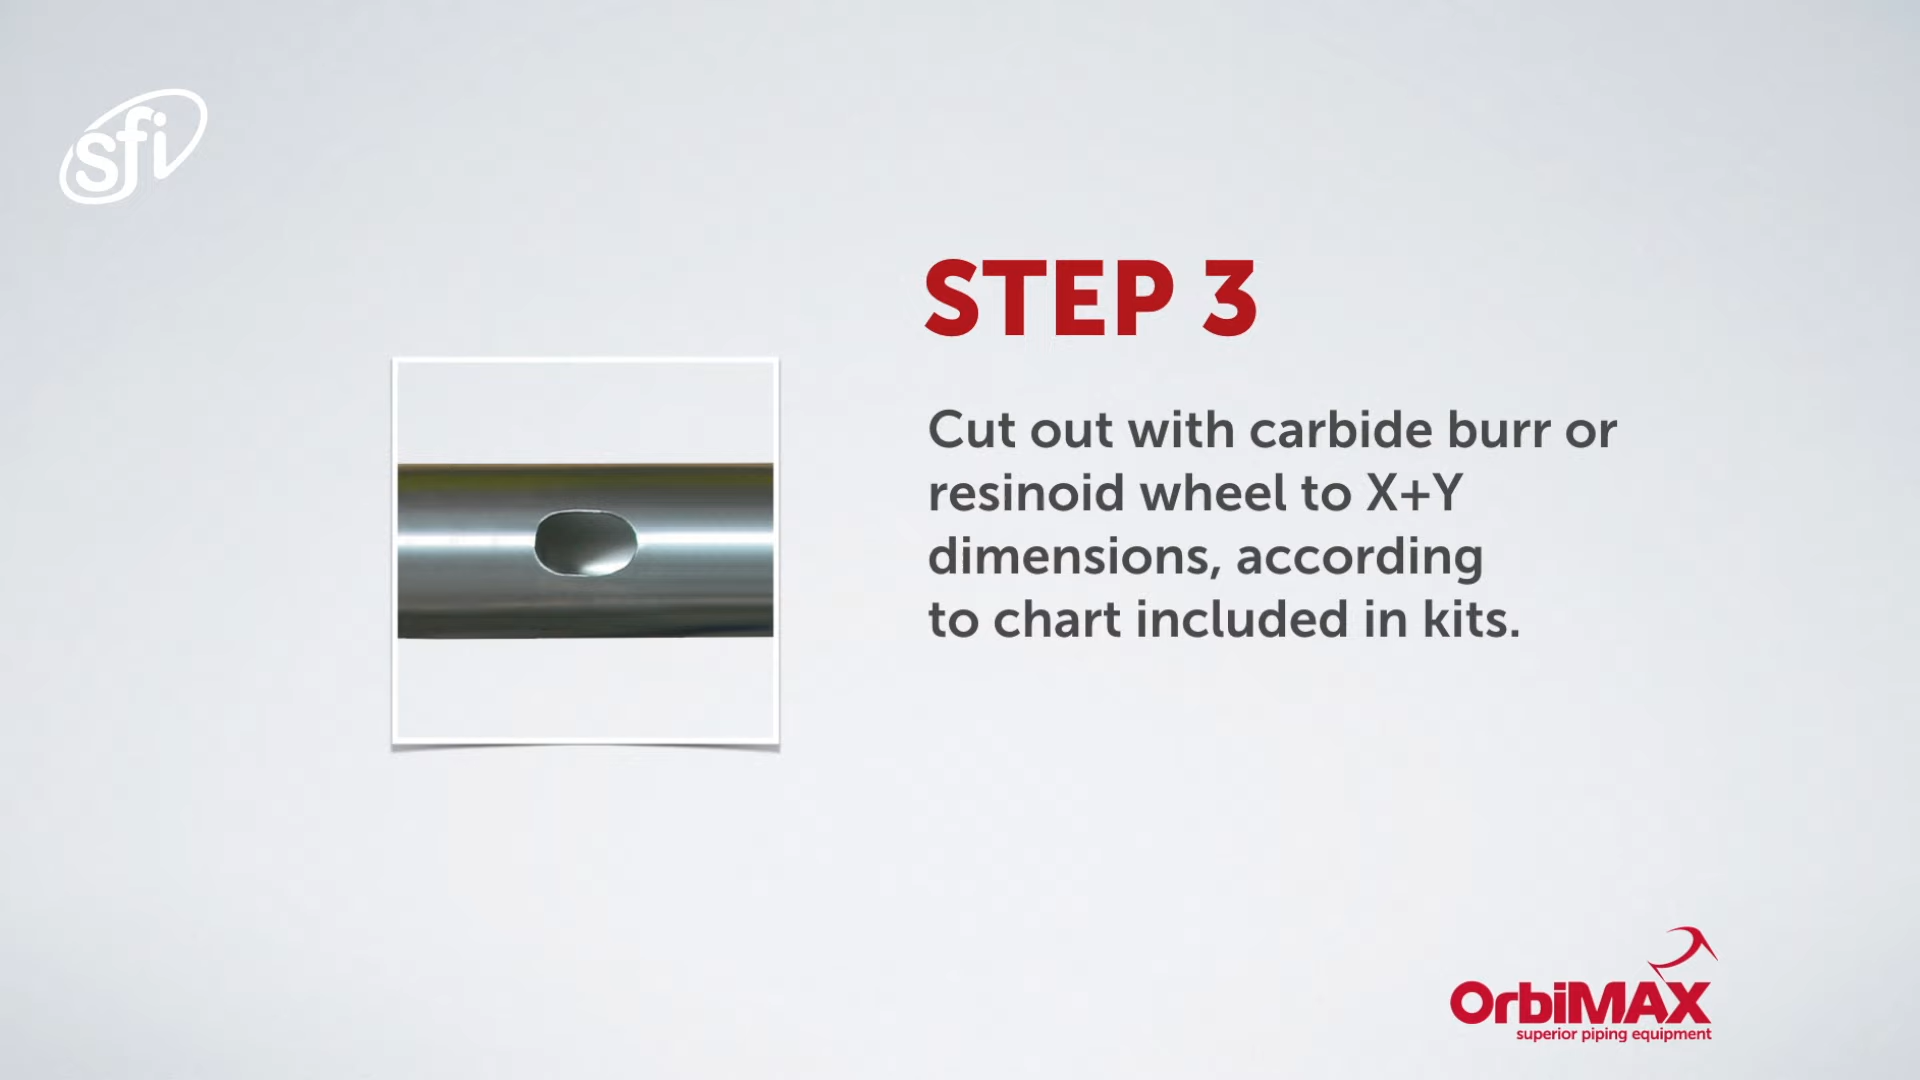 sfi
STEP 3
Cut out with carbide burr or
resinoid wheel to X+Y
dimensions, according
to chart included in kits.
OrbiMAX
superior piping equipment